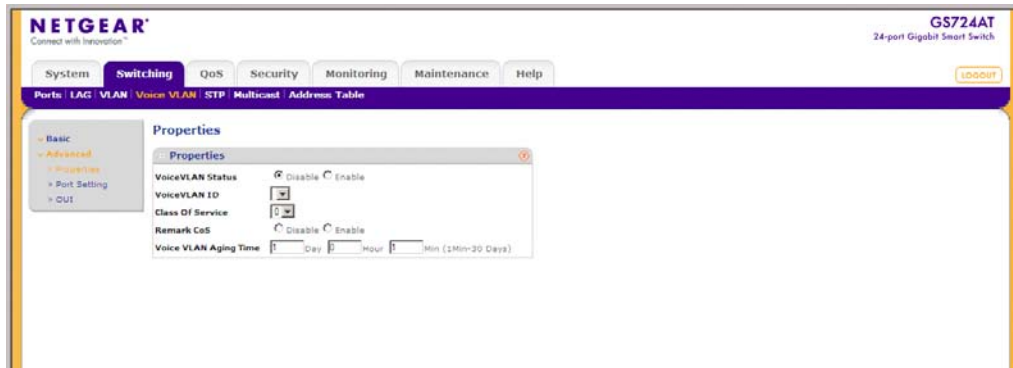 NETGEAR
Connect with Innovation™
GS724AT
24-port Gigabit Smart Switch
System Switching QoS Security Monitoring Maintenance Help
LOGOUT
Ports LAG VLAN Voice VLAN STP Multicast Address Table
Basic
Advanced
Properties
Port Setting
OUI
Properties
Properties
VoiceVLAN Status Disable Enable
VoiceVLAN ID
Class Of Service 0
Remark CoS Disable Enable
Voice VLAN Aging Time 1 Day 0 Hour 1 Min (1Min-30 Days)